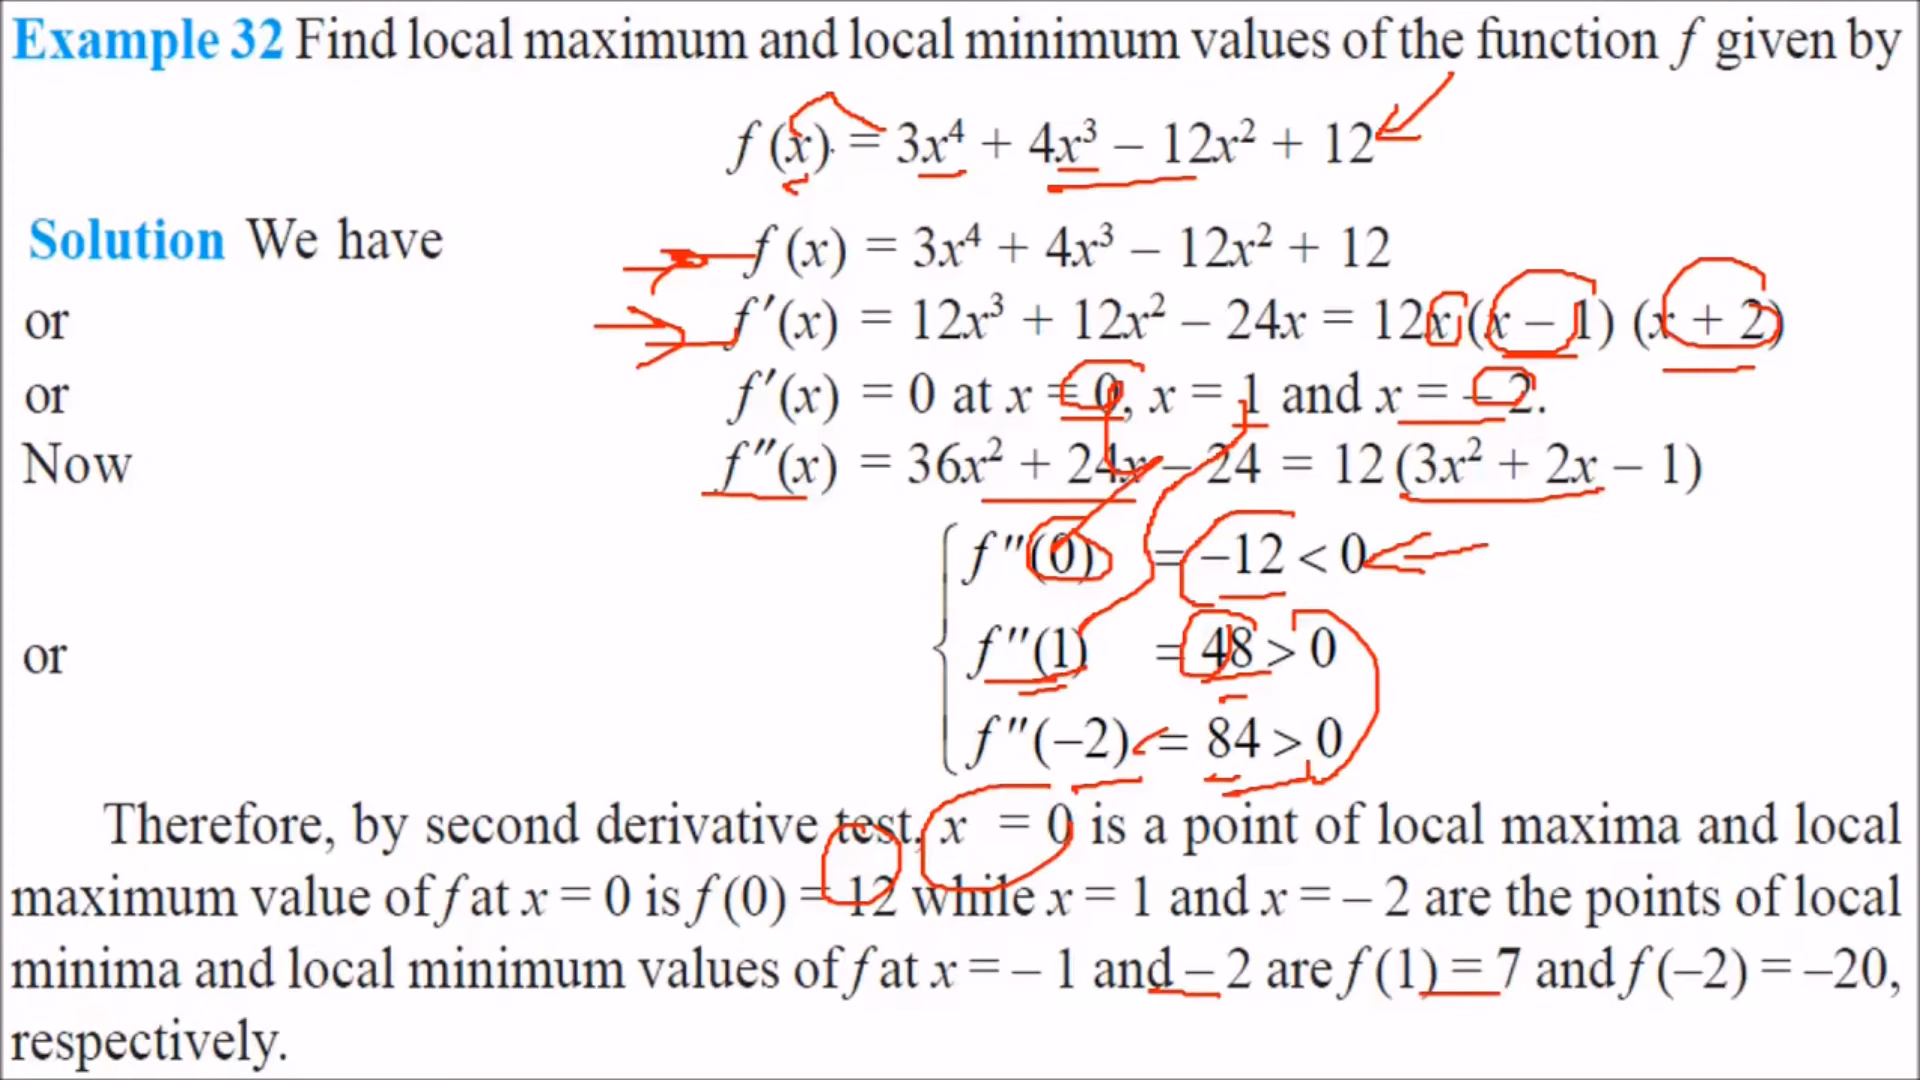 Example 32 Find local maximum and local minimum values of the function f given by
f (x) = 3x⁴ + 4x³ – 12x² + 12
Solution We have f (x) = 3x⁴ + 4x³ – 12x² + 12
or f′(x) = 12x³ + 12x² – 24x = 12x (x – 1) (x + 2)
or f′(x) = 0 at x = 0, x = 1 and x = – 2.
Now f″(x) = 36x² + 24x – 24 = 12 (3x² + 2x – 1)
f″(0) = –12 < 0
or f″(1) = 48 > 0
f″(–2) = 84 > 0
Therefore, by second derivative test, x = 0 is a point of local maxima and local
maximum value of f at x = 0 is f (0) = 12 while x = 1 and x = – 2 are the points of local
minima and local minimum values of f at x = – 1 and – 2 are f (1) = 7 and f (–2) = –20,
respectively.